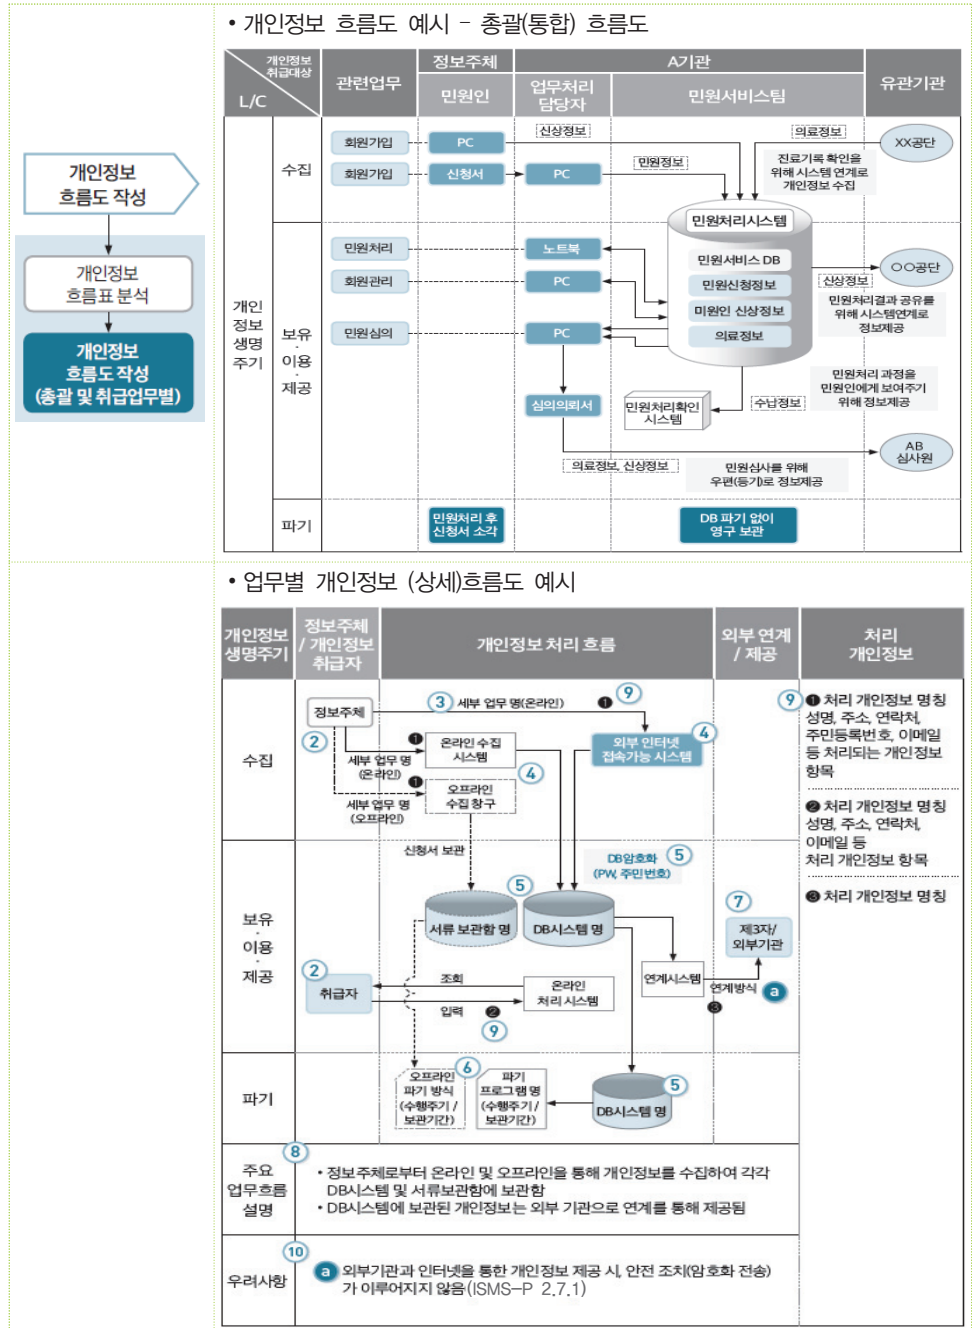 • 개인정보 흐름도 예시 - 총괄(통합) 흐름도
개인정보
흐름도 작성
개인정보
흐름표 분석
개인정보
흐름도 작성
(총괄 및 취급업무별)
개인정보
취급대상
L/C
관련업무
정보주체
민원인
A기관
업무처리
담당자
민원서비스팀
유관기관
개인
정보
생명
주기
수집
회원가입
PC
신상정보
의료정보
XX공단
회원가입
신청서
PC
민원정보
진료기록 확인을
위해 시스템 연계로
개인정보 수집
보유
·
이용
·
제공
민원처리시스템
민원처리
노트북
민원서비스 DB
○○공단
회원관리
PC
민원신청정보
신상정보
미원인 신상정보
민원처리결과 공유를
위해 시스템연계로
정보제공
민원심의
PC
의료정보
심의의뢰서
민원처리확인
시스템
수납정보
민원처리 과정을
민원인에게 보여주기
위해 정보제공
AB
심사원
의료정보, 신상정보
민원심사를 위해
우편(등기)로 정보제공
파기
민원처리 후
신청서 소각
DB 파기 없이
영구 보관
• 업무별 개인정보 (상세)흐름도 예시
개인정보
생명주기
정보주체
/ 개인정보
취급자
개인정보 처리 흐름
외부 연계
/ 제공
처리
개인정보
수집
정보주체
2
3 세부 업무 명(온라인)
❶ 9
❶
온라인 수집
시스템
세부 업무 명
(온라인)
외부 인터넷
접속가능 시스템
4
4
❶
오프라인
수집 창구
세부 업무 명
(오프라인)
9
❶ 처리 개인정보 명칭
성명, 주소, 연락처,
주민등록번호, 이메일
등 처리되는 개인정보
항목
❷ 처리 개인정보 명칭
성명, 주소, 연락처,
이메일 등
처리 개인정보 항목
❸ 처리 개인정보 명칭
보유
·
이용
·
제공
신청서 보관
DB암호화
(PW, 주민번호)
5
5
서류 보관함 명
DB시스템 명
7
제3자/
외부기관
2
취급자
조회
입력 ❷
9
온라인
처리 시스템
연계시스템
연계방식 a
❸
파기
6
오프라인
파기 방식
(수행주기 /
보관기간)
파기
프로그램 명
(수행주기 /
보관기간)
5
DB시스템 명
8
주요
업무흐름
설명
• 정보주체로부터 온라인 및 오프라인을 통해 개인정보를 수집하여 각각
DB시스템 및 서류보관함에 보관함
• DB시스템에 보관된 개인정보는 외부 기관으로 연계를 통해 제공됨
10
우려사항
a 외부기관과 인터넷을 통한 개인정보 제공 시, 안전 조치(암호화 전송)
가 이루어지지 않음(ISMS-P 2.7.1)